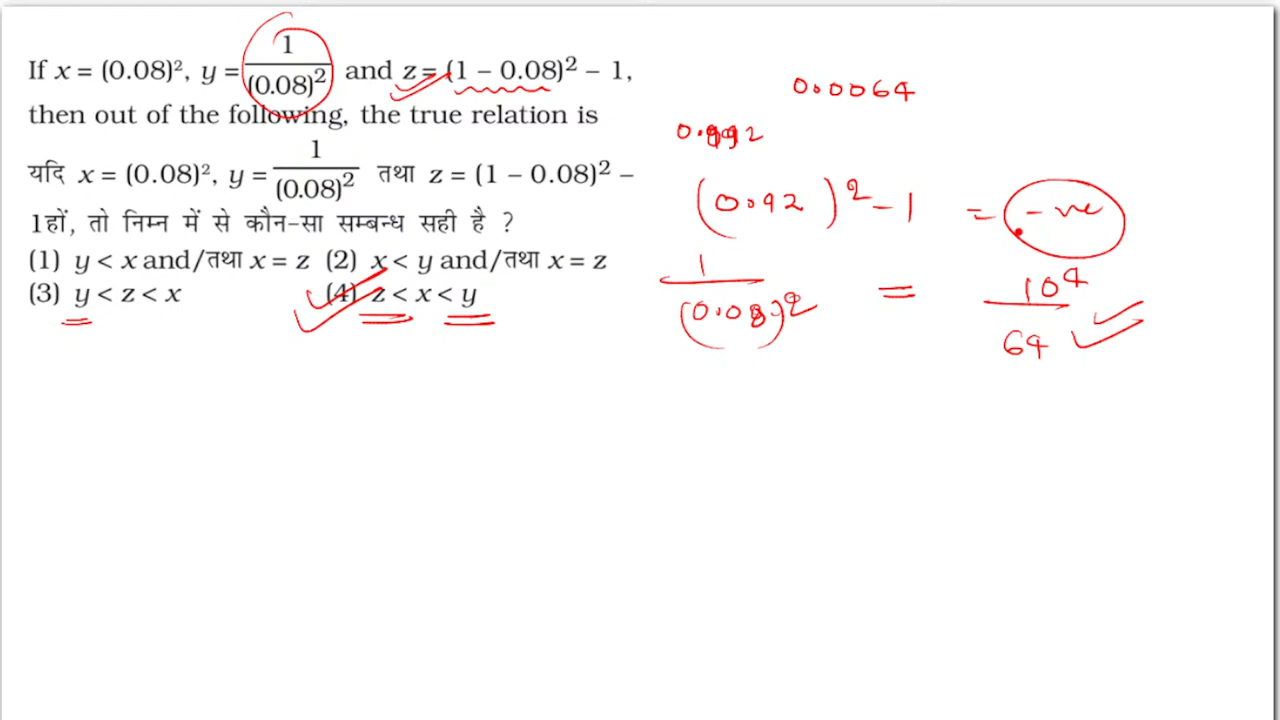 If x = (0.08)², y = 1/(0.08)² and z = (1 – 0.08)² – 1,
then out of the following, the true relation is
यदि x = (0.08)², y = 1/(0.08)² तथा z = (1 – 0.08)² –
1हों, तो निम्न में से कौन-सा सम्बन्ध सही है ?
(1) y < x and/तथा x = z (2) x < y and/तथा x = z
(3) y < z < x (4) z < x < y
0.0064
0.992
(0.92)² – 1 = – ve
1/(0.08)² = 10⁴/64